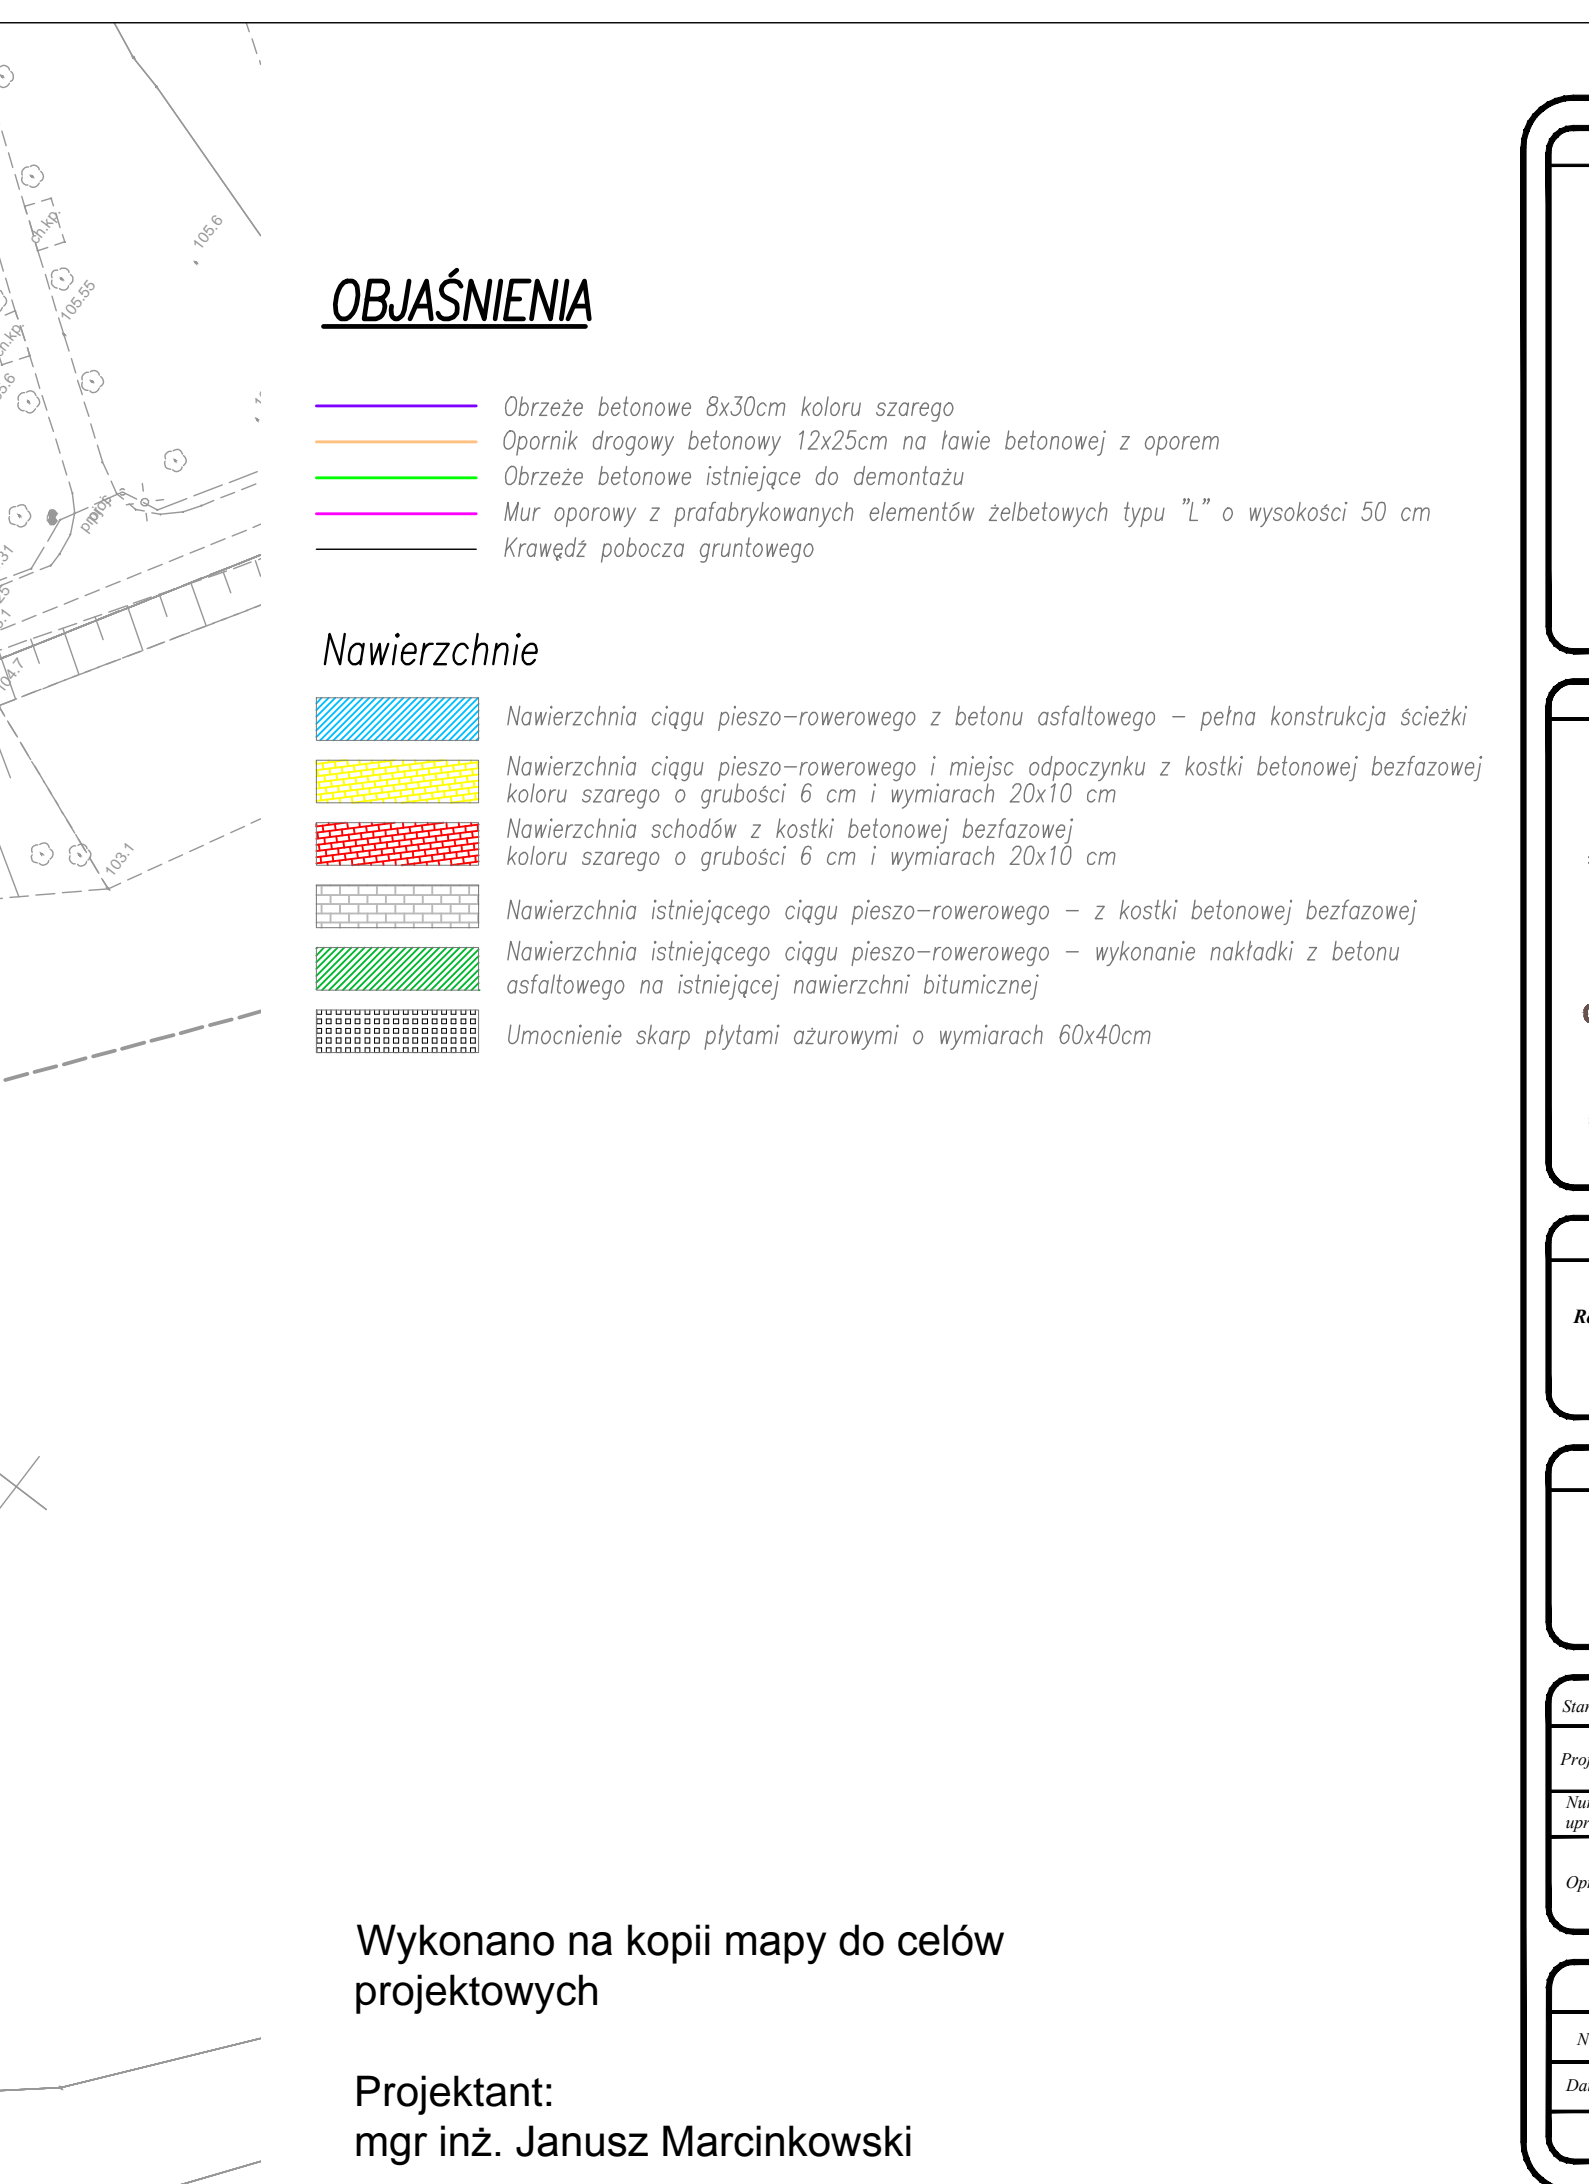 105.6
ch.kp.
105.55
103.1
104.7
OBJAŚNIENIA
Obrzeże betonowe 8x30cm koloru szarego
Opornik drogowy betonowy 12x25cm na ławie betonowej z oporem
Obrzeże betonowe istniejące do demontażu
Mur oporowy z prafabrykowanych elementów żelbetowych typu "L" o wysokości 50 cm
Krawędź pobocza gruntowego
Nawierzchnie
Nawierzchnia ciągu pieszo-rowerowego z betonu asfaltowego – pełna konstrukcja ścieżki
Nawierzchnia ciągu pieszo-rowerowego i miejsc odpoczynku z kostki betonowej bezfazowej
koloru szarego o grubości 6 cm i wymiarach 20x10 cm
Nawierzchnia schodów z kostki betonowej bezfazowej
koloru szarego o grubości 6 cm i wymiarach 20x10 cm
Nawierzchnia istniejącego ciągu pieszo-rowerowego – z kostki betonowej bezfazowej
Nawierzchnia istniejącego ciągu pieszo-rowerowego – wykonanie nakładki z betonu
asfaltowego na istniejącej nawierzchni bitumicznej
Umocnienie skarp płytami ażurowymi o wymiarach 60x40cm
Wykonano na kopii mapy do celów
projektowych
Projektant:
mgr inż. Janusz Marcinkowski